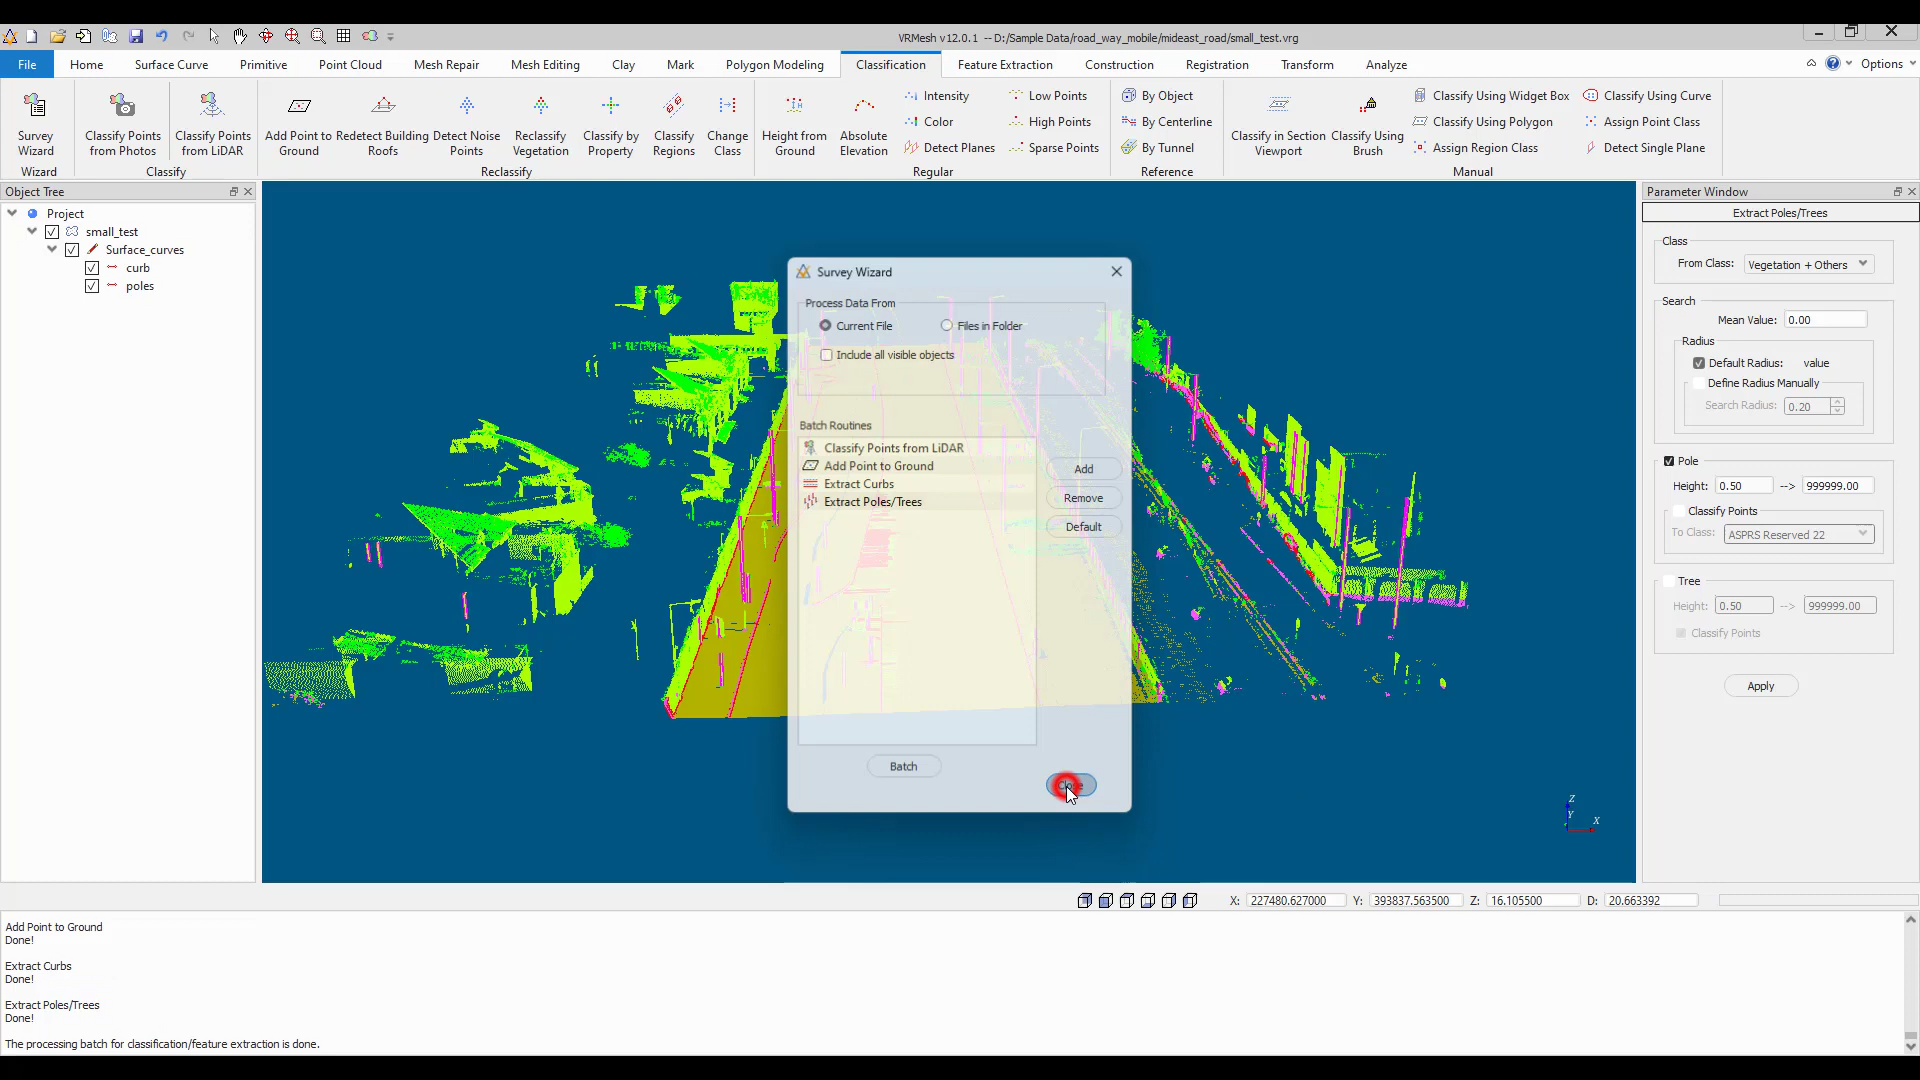 VRMesh v12.0.1 -- D:/Sample Data/road_way_mobile/mideast_road/small_test.vrg
File Home Surface Curve Primitive Point Cloud Mesh Repair Mesh Editing Clay Mark Polygon Modeling Classification Feature Extraction Construction Registration Transform Analyze Options
Survey Wizard
Classify Points from Photos
Classify Points from LiDAR
Add Point to Ground
Redetect Building Roofs
Detect Noise Points
Reclassify Vegetation
Classify by Property
Classify Regions
Change Class
Height from Ground
Absolute Elevation
Intensity
Color
Detect Planes
Low Points
High Points
Sparse Points
By Object
By Centerline
By Tunnel
Classify in Section Viewport
Classify Using Brush
Classify Using Widget Box
Classify Using Polygon
Assign Region Class
Classify Using Curve
Assign Point Class
Detect Single Plane
Wizard Classify Reclassify Regular Reference Manual
Object Tree
Project
small_test
Surface_curves
curb
poles
Survey Wizard
Process Data From
Current File Files in Folder
Include all visible objects
Batch Routines
Classify Points from LiDAR
Add Point to Ground
Extract Curbs
Extract Poles/Trees
Add
Remove
Default
Batch
Close
Z
Y
X
Parameter Window
Extract Poles/Trees
Class
From Class: Vegetation + Others
Search
Mean Value: 0.00
Radius
Default Radius: value
Define Radius Manually
Search Radius: 0.20
Pole
Height: 0.50 --> 999999.00
Classify Points
To Class: ASPRS Reserved 22
Tree
Height: 0.50 --> 999999.00
Classify Points
Apply
X: 227480.627000 Y: 393837.563500 Z: 16.105500 D: 20.663392
Add Point to Ground
Done!
Extract Curbs
Done!
Extract Poles/Trees
Done!
The processing batch for classification/feature extraction is done.